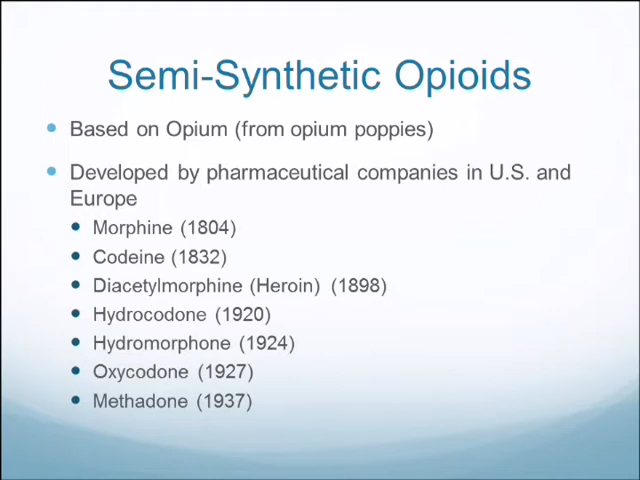 Semi-Synthetic Opioids
Based on Opium (from opium poppies)
Developed by pharmaceutical companies in U.S. and
Europe
Morphine (1804)
Codeine (1832)
Diacetylmorphine (Heroin) (1898)
Hydrocodone (1920)
Hydromorphone (1924)
Oxycodone (1927)
Methadone (1937)